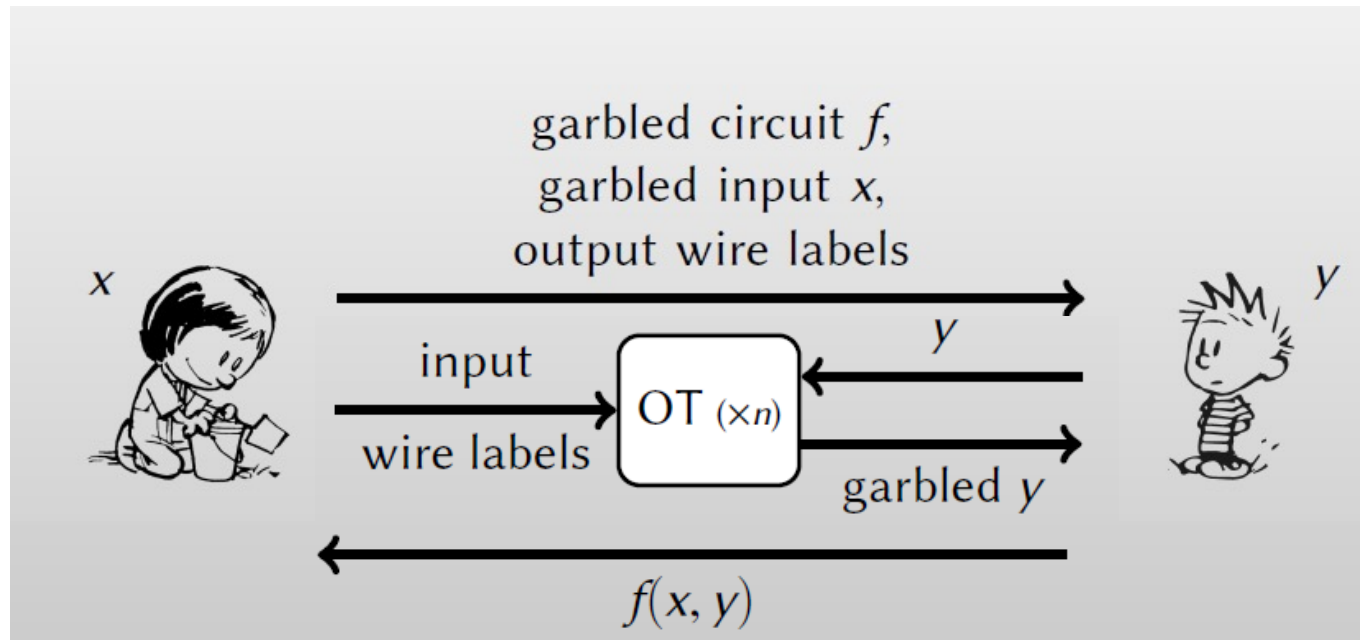 garbled circuit f,
garbled input x,
output wire labels
x
y
input
wire labels
OT (×n)
y
garbled y
f(x, y)